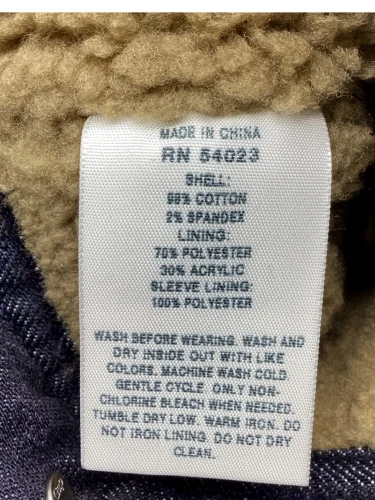 MADE IN CHINA
RN 54023
SHELL:
98% COTTON
2% SPANDEX
LINING:
70% POLYESTER
30% ACRYLIC
SLEEVE LINING:
100% POLYESTER
WASH BEFORE WEARING. WASH AND
DRY INSIDE OUT WITH LIKE
COLORS. MACHINE WASH COLD.
GENTLE CYCLE. ONLY NON-
CHLORINE BLEACH WHEN NEEDED.
TUMBLE DRY LOW. WARM IRON. DO
NOT IRON LINING. DO NOT DRY
CLEAN.